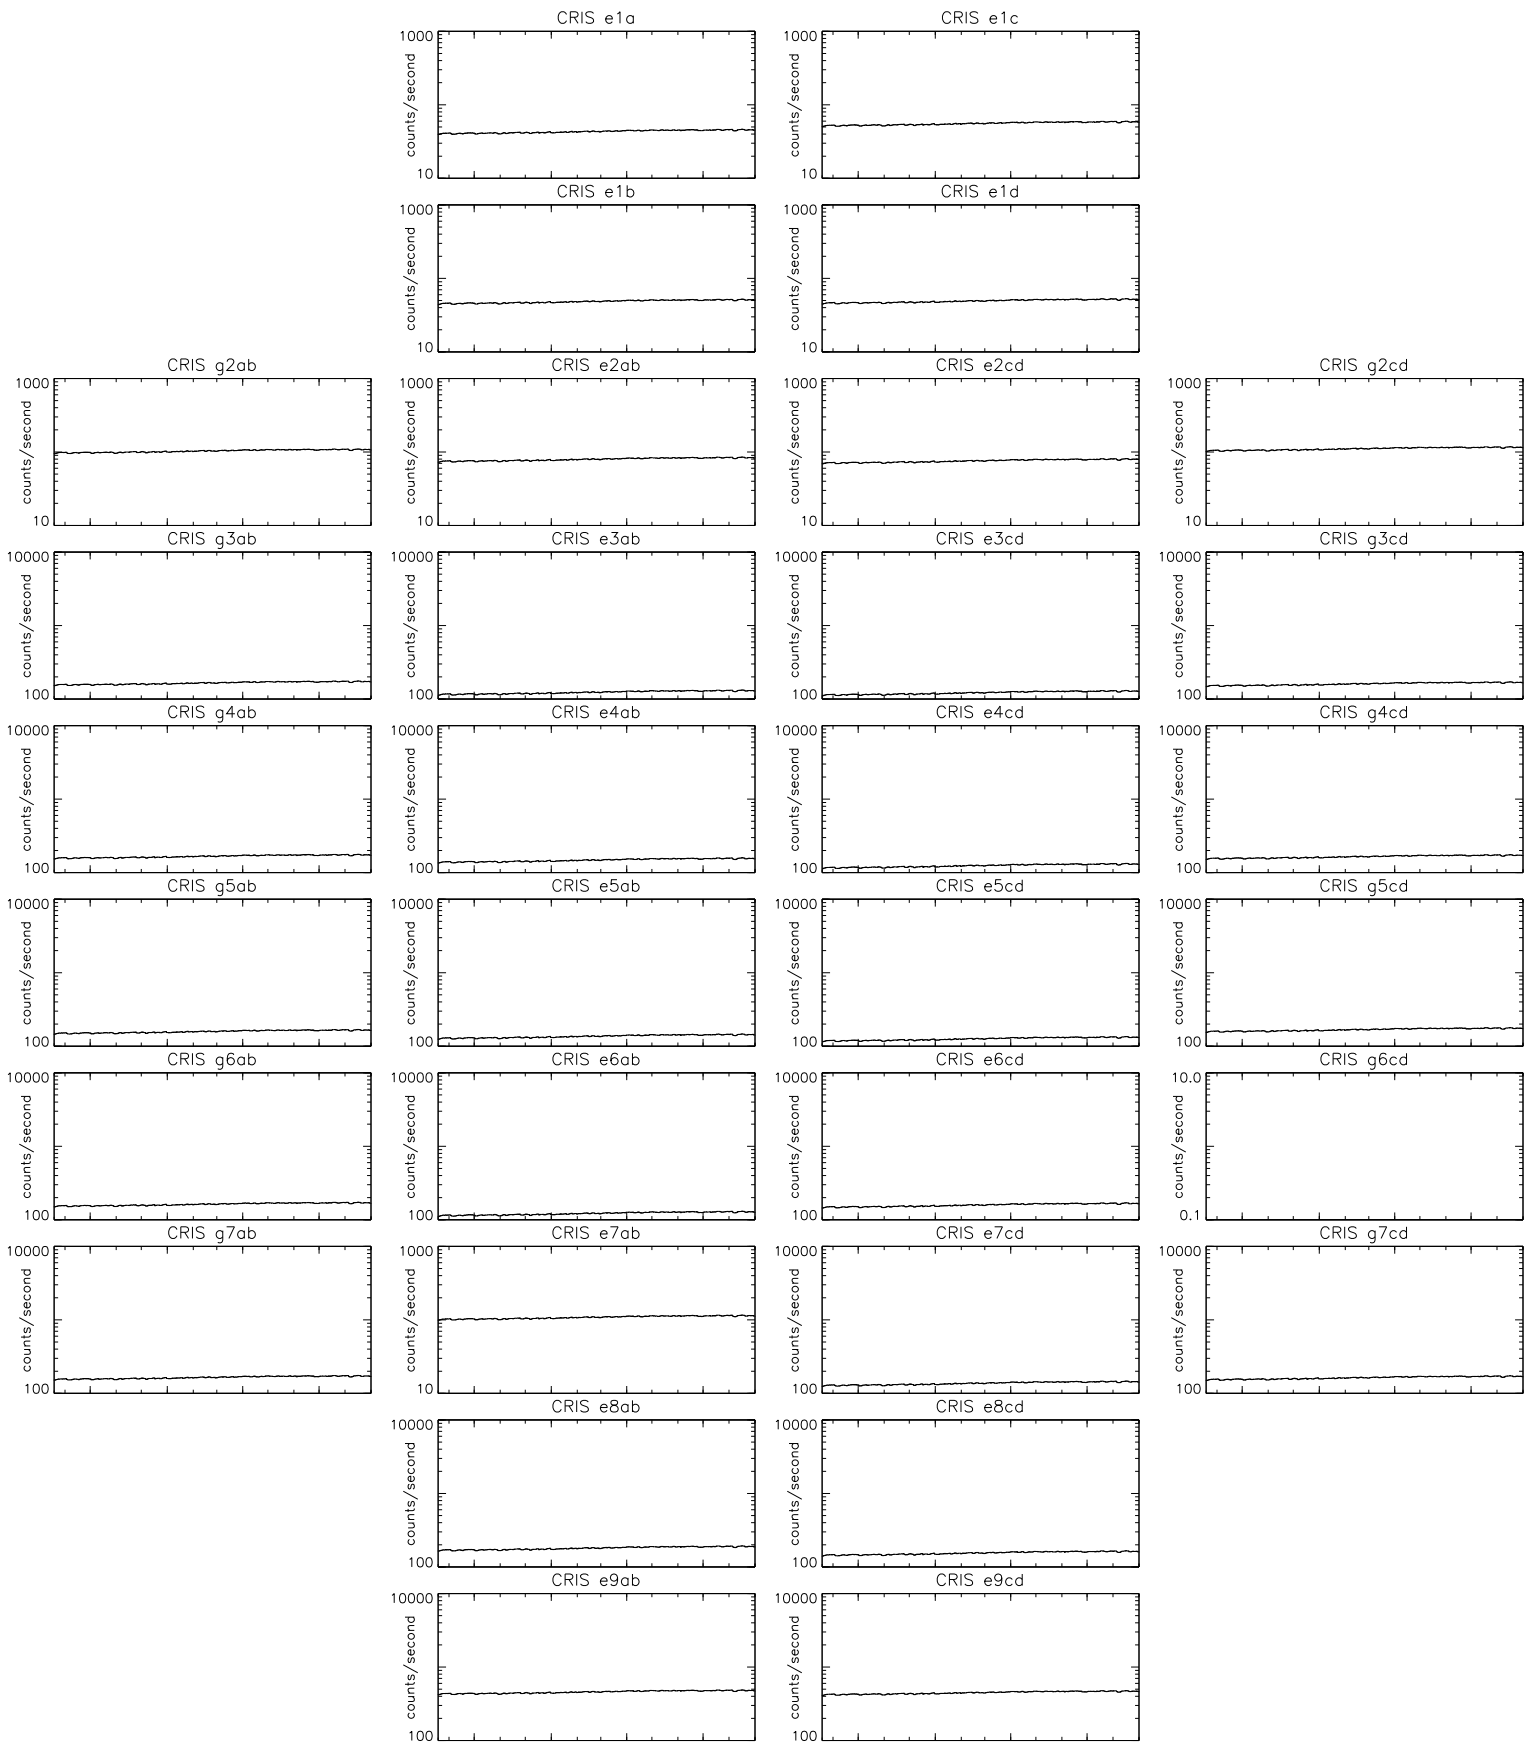 CRIS e1a
1000
counts/second
10
CRIS e1c
1000
counts/second
10
CRIS e1b
1000
counts/second
10
CRIS e1d
1000
counts/second
10
CRIS g2ab
1000
counts/second
10
CRIS e2ab
1000
counts/second
10
CRIS e2cd
1000
counts/second
10
CRIS g2cd
1000
counts/second
10
CRIS g3ab
10000
counts/second
100
CRIS e3ab
10000
counts/second
100
CRIS e3cd
10000
counts/second
100
CRIS g3cd
10000
counts/second
100
CRIS g4ab
10000
counts/second
100
CRIS e4ab
10000
counts/second
100
CRIS e4cd
10000
counts/second
100
CRIS g4cd
10000
counts/second
100
CRIS g5ab
10000
counts/second
100
CRIS e5ab
10000
counts/second
100
CRIS e5cd
10000
counts/second
100
CRIS g5cd
10000
counts/second
100
CRIS g6ab
10000
counts/second
100
CRIS e6ab
10000
counts/second
100
CRIS e6cd
10000
counts/second
100
CRIS g6cd
10.0
counts/second
0.1
CRIS g7ab
10000
counts/second
100
CRIS e7ab
1000
counts/second
10
CRIS e7cd
10000
counts/second
100
CRIS g7cd
10000
counts/second
100
CRIS e8ab
10000
counts/second
100
CRIS e8cd
10000
counts/second
100
CRIS e9ab
10000
counts/second
100
CRIS e9cd
10000
counts/second
100